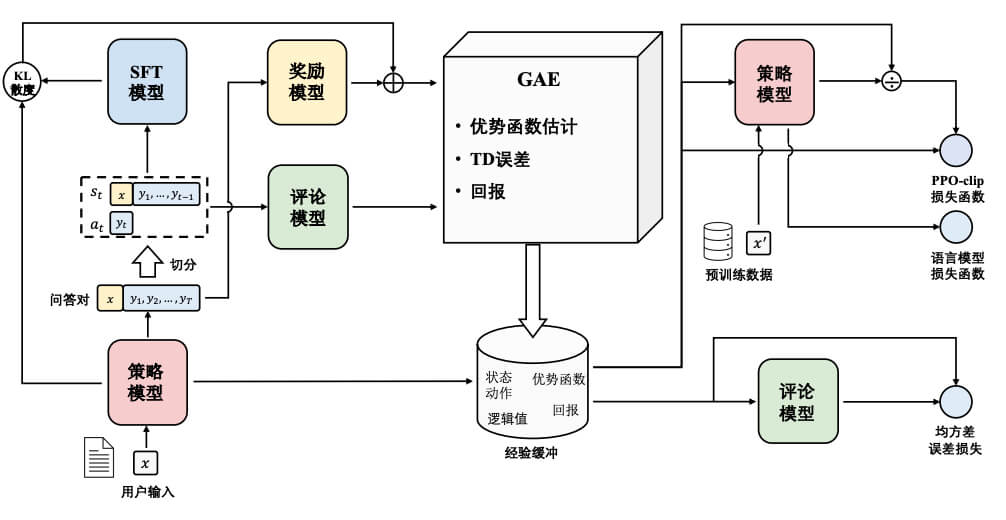 KL
散度
SFT
模型
奖励
模型
GAE
• 优势函数估计
• TD误差
• 回报
策略
模型
÷
PPO-clip
损失函数
s_t x y_1, ..., y_{t-1}
a_t y_t
评论
模型
切分
问答对 x y_1, y_2, ..., y_T
x'
预训练数据
语言模型
损失函数
策略
模型
状态
动作
优势函数
逻辑值
回报
经验缓冲
评论
模型
均方差
误差损失
x
用户输入